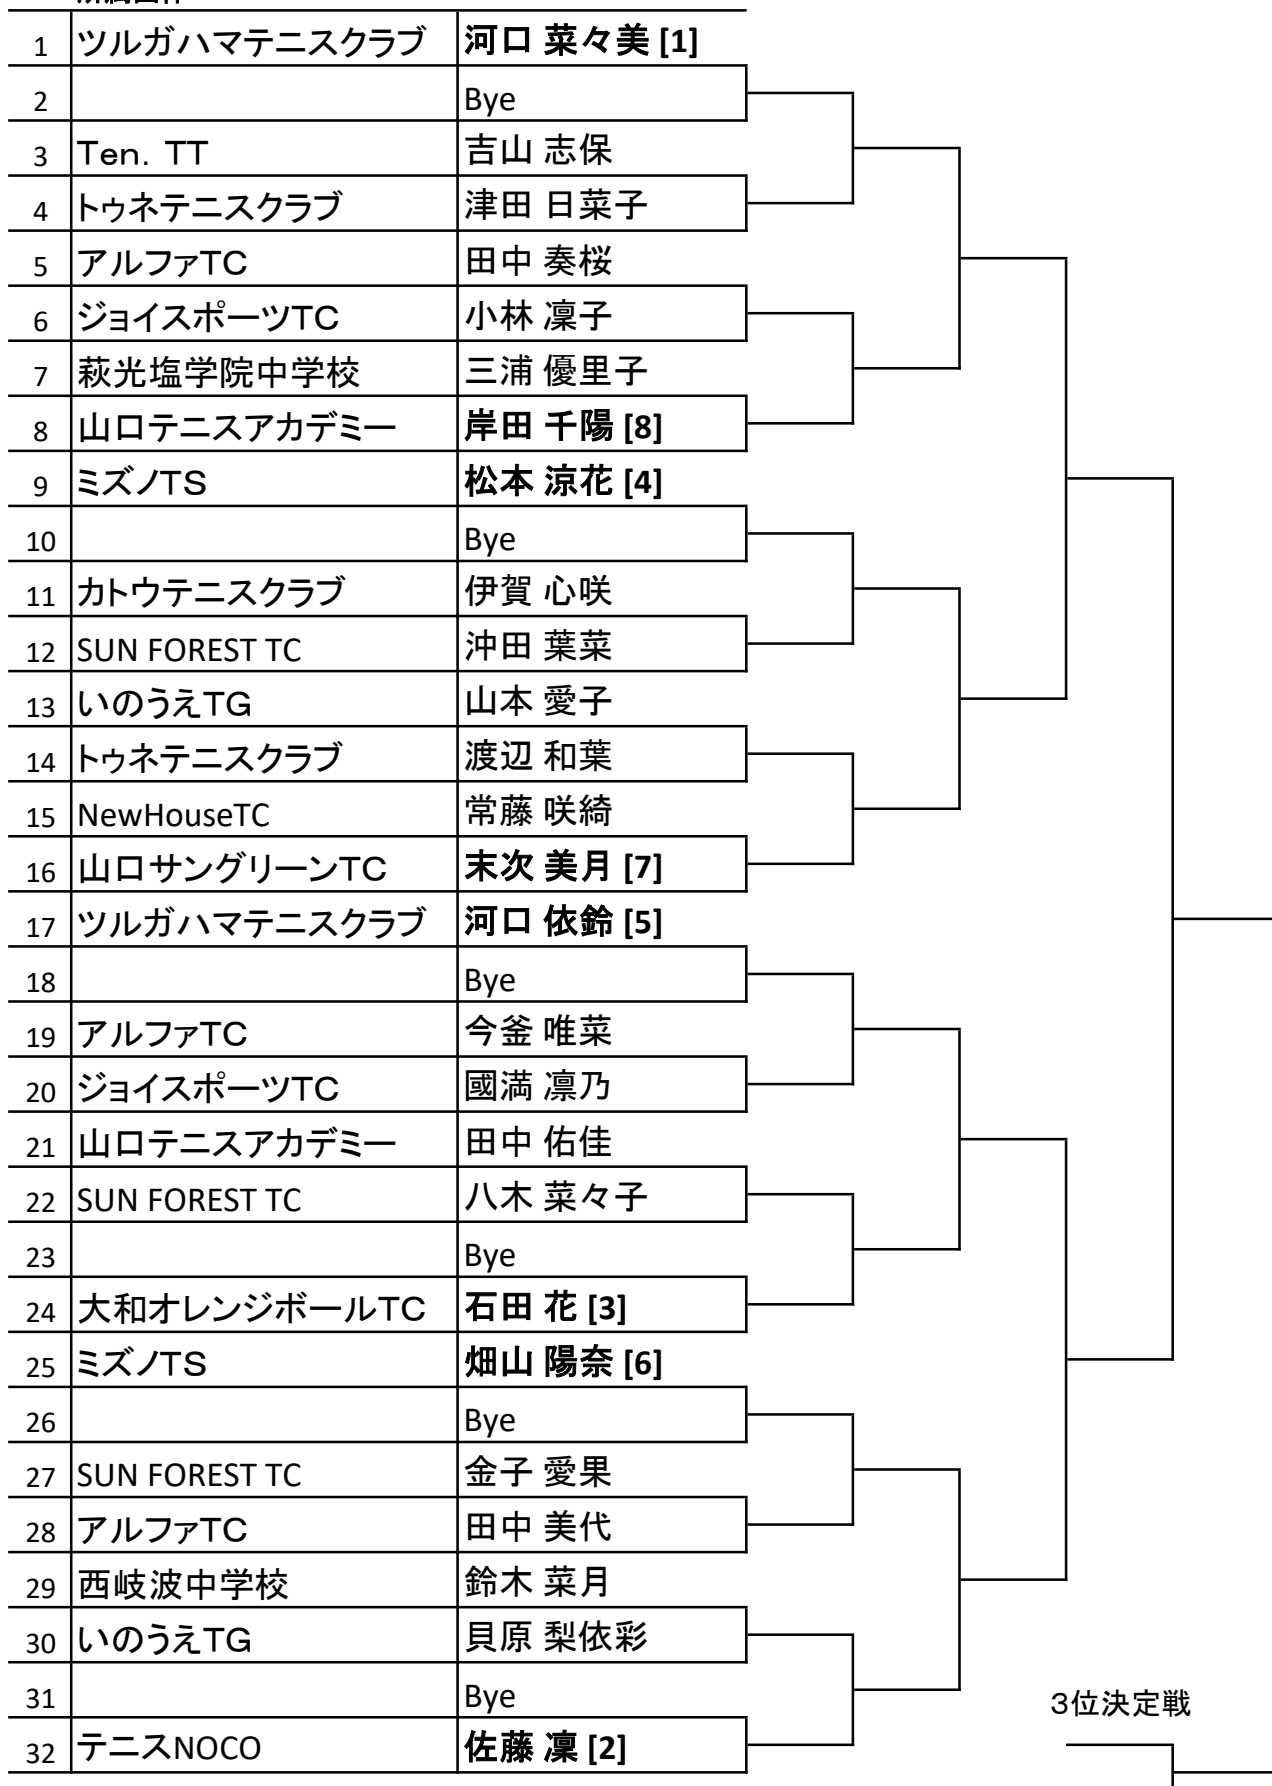 1 ツルガハマテニスクラブ 河口 菜々美 [1]
2 Bye
3 Ten. TT 吉山 志保
4 トゥネテニスクラブ 津田 日菜子
5 アルファTC 田中 奏桜
6 ジョイスポーツTC 小林 凜子
7 萩光塩学院中学校 三浦 優里子
8 山口テニスアカデミー 岸田 千陽 [8]
9 ミズノTS 松本 涼花 [4]
10 Bye
11 カトウテニスクラブ 伊賀 心咲
12 SUN FOREST TC 沖田 葉菜
13 いのうえTG 山本 愛子
14 トゥネテニスクラブ 渡辺 和葉
15 NewHouseTC 常藤 咲綺
16 山口サングリーンTC 末次 美月 [7]
17 ツルガハマテニスクラブ 河口 依鈴 [5]
18 Bye
19 アルファTC 今釜 唯菜
20 ジョイスポーツTC 國満 凛乃
21 山口テニスアカデミー 田中 佑佳
22 SUN FOREST TC 八木 菜々子
23 Bye
24 大和オレンジボールTC 石田 花 [3]
25 ミズノTS 畑山 陽奈 [6]
26 Bye
27 SUN FOREST TC 金子 愛果
28 アルファTC 田中 美代
29 西岐波中学校 鈴木 菜月
30 いのうえTG 貝原 梨依彩
31 Bye
3位決定戦
32 テニスNOCO 佐藤 凜 [2]